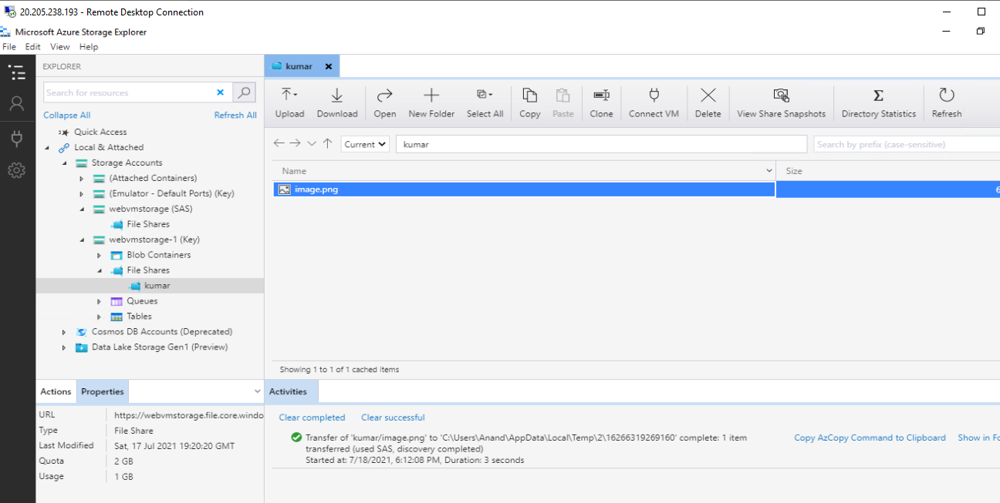 20.205.238.193 - Remote Desktop Connection
Microsoft Azure Storage Explorer
File Edit View Help
EXPLORER
Search for resources
Collapse All Refresh All
Quick Access
Local & Attached
Storage Accounts
(Attached Containers)
(Emulator - Default Ports) (Key)
webvmstorage (SAS)
File Shares
webvmstorage-1 (Key)
Blob Containers
File Shares
kumar
Queues
Tables
Cosmos DB Accounts (Deprecated)
Data Lake Storage Gen1 (Preview)
Actions Properties
URL https://webvmstorage.file.core.windo
Type File Share
Last Modified Sat, 17 Jul 2021 19:20:20 GMT
Quota 2 GB
Usage 1 GB
kumar
Upload Download Open New Folder Select All Copy Paste Clone Connect VM Delete View Share Snapshots Directory Statistics Refresh
Current kumar Search by prefix (case-sensitive)
Name Size
image.png 6
Showing 1 to 1 of 1 cached items
Activities
Clear completed Clear successful
Transfer of 'kumar/image.png' to 'C:\Users\Anand\AppData\Local\Temp\2\16266319269160' complete: 1 item
transferred (used SAS, discovery completed)
Started at: 7/18/2021, 6:12:08 PM, Duration: 3 seconds
Copy AzCopy Command to Clipboard Show in Fo